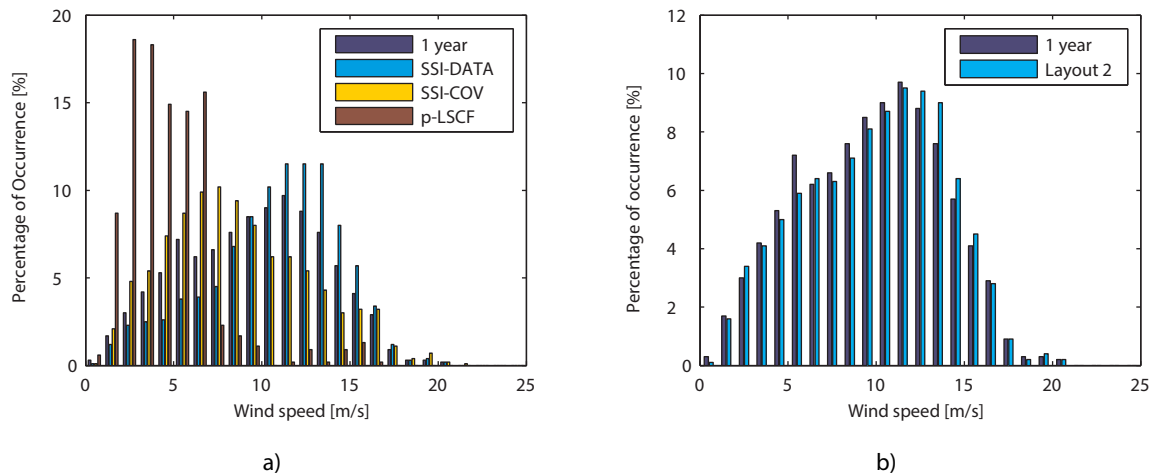 20
15
10
5
0
0 5 10 15 20 25
Percentage of Occurrence [%]
Wind speed [m/s]
1 year
SSI-DATA
SSI-COV
p-LSCF
a)
12
10
8
6
4
2
0
0 5 10 15 20 25
Percentage of occurrence [%]
Wind speed [m/s]
1 year
Layout 2
b)